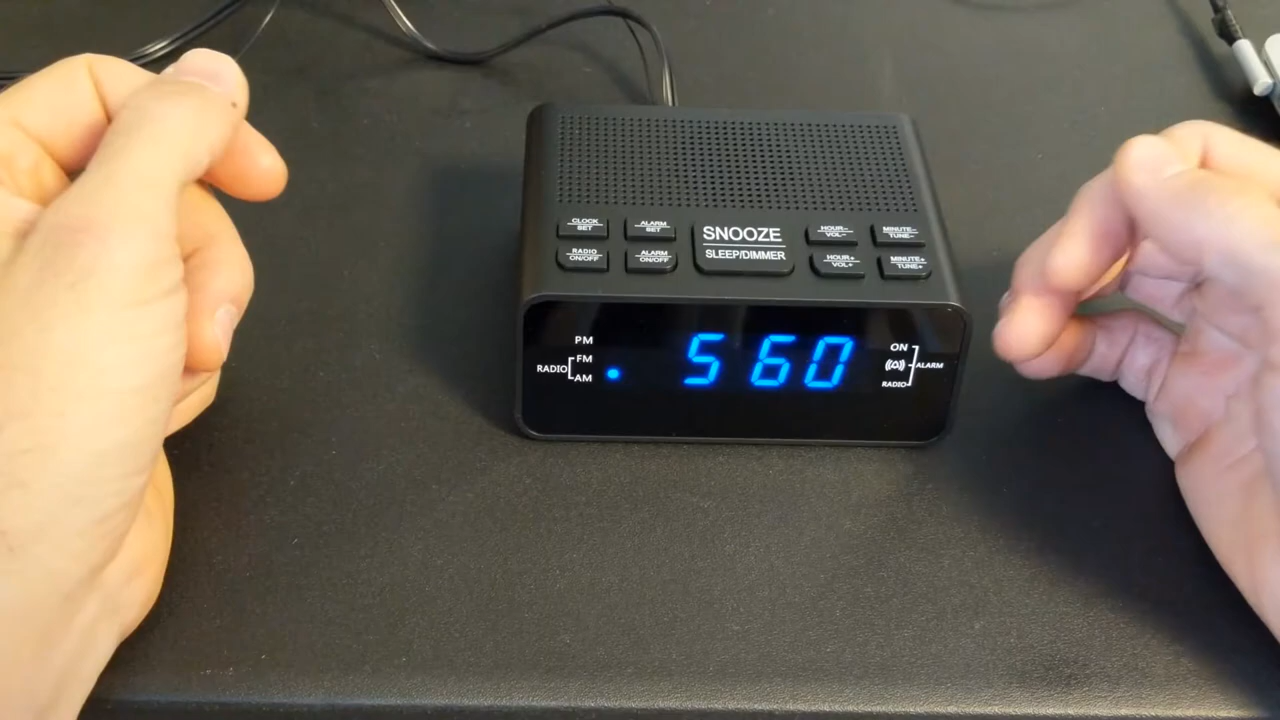 CLOCK
SET
ALARM
SET
SNOOZE
SLEEP/DIMMER
HOUR-
VOL-
MINUTE-
TUNE-
RADIO
ON/OFF
ALARM
ON/OFF
HOUR+
VOL+
MINUTE+
TUNE+
PM
RADIO
FM
AM
560
ON
ALARM
RADIO